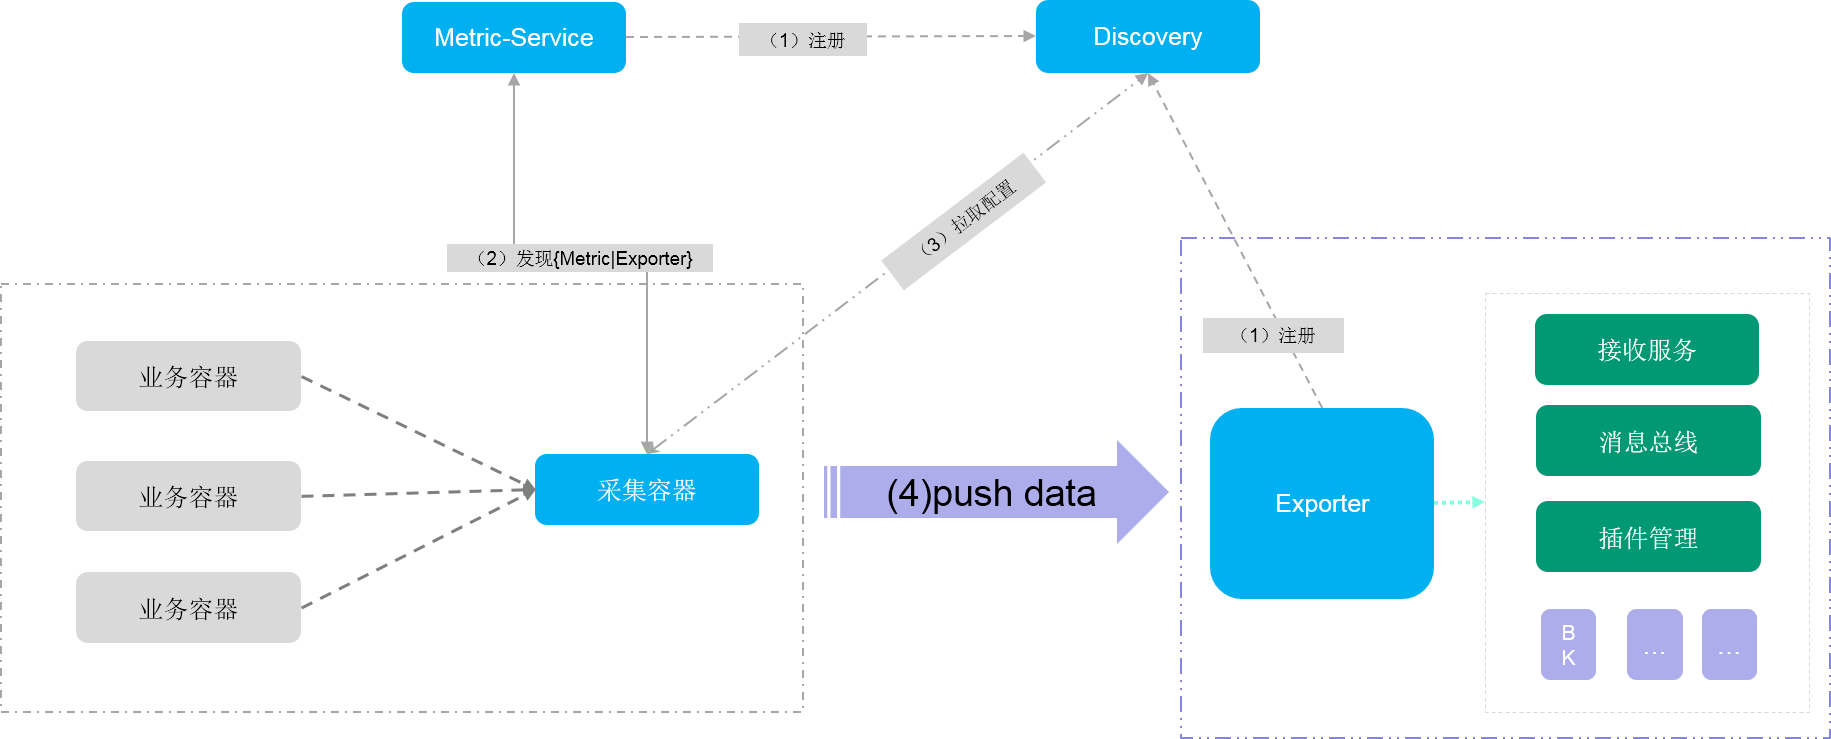 Metric-Service
（1）注册
Discovery
（3）拉取配置
（2）发现{Metric|Exporter}
（1）注册
业务容器
业务容器
业务容器
采集容器
(4)push data
Exporter
接收服务
消息总线
插件管理
B
K
...
...